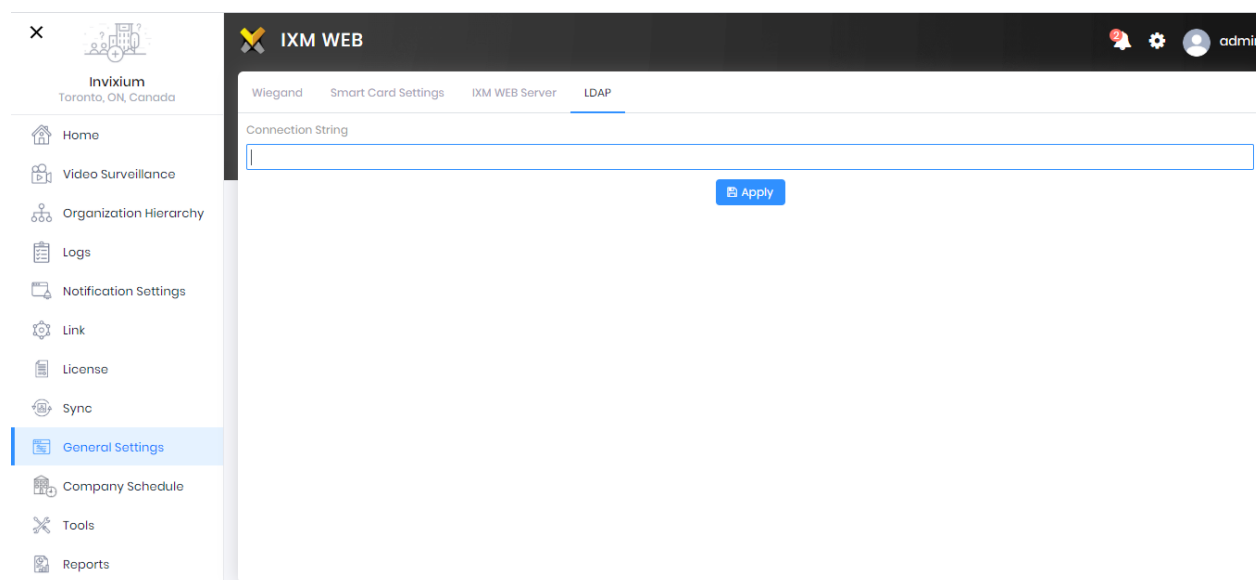 Invixium
Toronto, ON, Canada
Home
Video Surveillance
Organization Hierarchy
Logs
Notification Settings
Link
License
Sync
General Settings
Company Schedule
Tools
Reports
IXM WEB
2
admin
Wiegand Smart Card Settings IXM WEB Server LDAP
Connection String
Apply